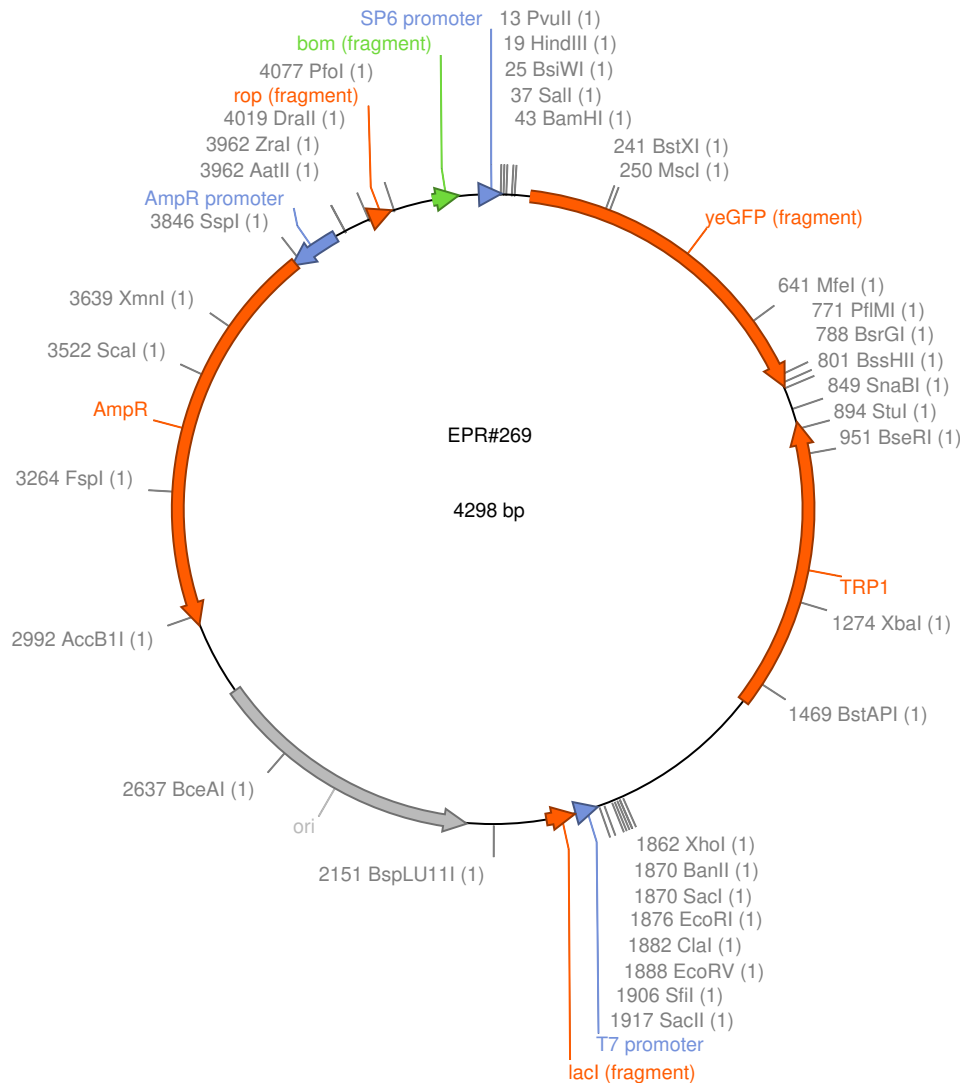 SP6 promoter
13 PvuII (1)
bom (fragment)
19 HindIII (1)
4077 PfoI (1)
25 BsiWI (1)
rop (fragment)
37 SalI (1)
4019 DraII (1)
43 BamHI (1)
3962 ZraI (1)
241 BstXI (1)
3962 AatII (1)
250 MscI (1)
AmpR promoter
3846 SspI (1)
yeGFP (fragment)
641 MfeI (1)
3639 XmnI (1)
771 PflMI (1)
788 BsrGI (1)
3522 ScaI (1)
801 BssHII (1)
849 SnaBI (1)
AmpR
894 StuI (1)
EPR#269
951 BseRI (1)
3264 FspI (1)
4298 bp
TRP1
2992 AccB1I (1)
1274 XbaI (1)
1469 BstAPI (1)
2637 BceAI (1)
ori
2151 BspLU11I (1)
1862 XhoI (1)
1870 BanII (1)
1870 SacI (1)
1876 EcoRI (1)
1882 ClaI (1)
1888 EcoRV (1)
1906 SfiI (1)
1917 SacII (1)
T7 promoter
lacI (fragment)